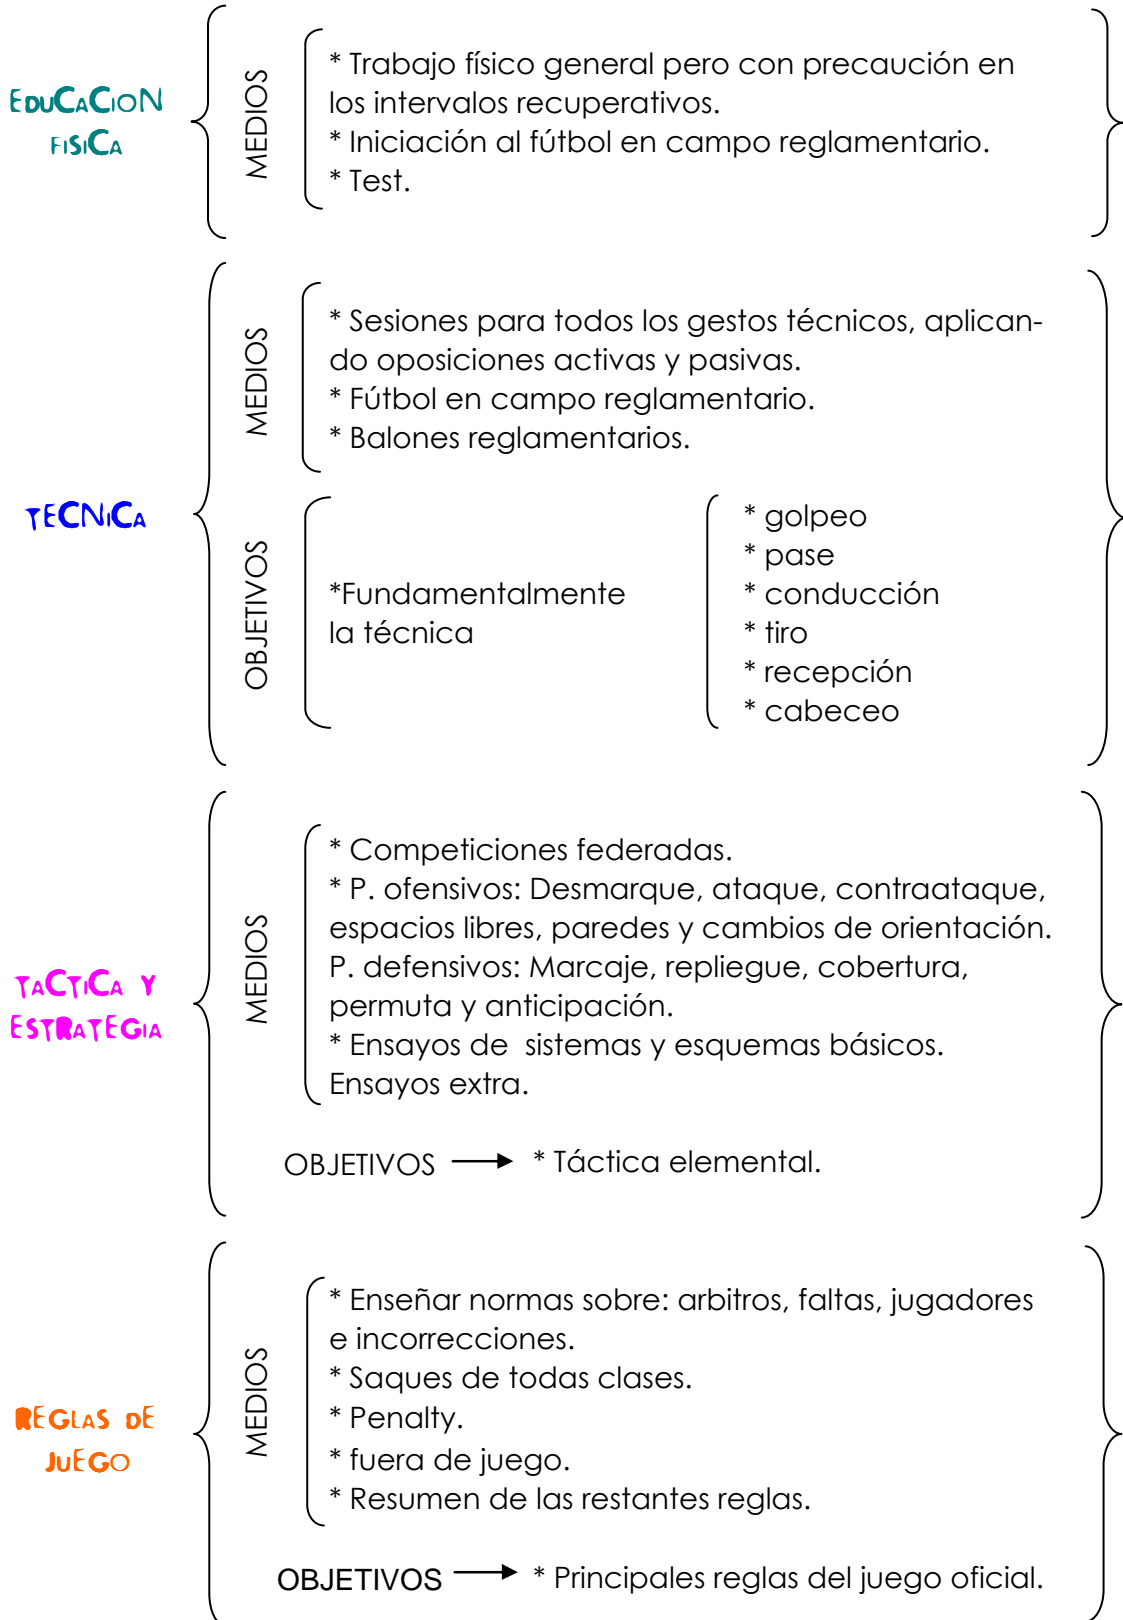 EDUCACION
FISICA
MEDIOS
* Trabajo físico general pero con precaución en
los intervalos recuperativos.
* Iniciación al fútbol en campo reglamentario.
* Test.
TECNICA
MEDIOS
* Sesiones para todos los gestos técnicos, aplican-
do oposiciones activas y pasivas.
* Fútbol en campo reglamentario.
* Balones reglamentarios.
OBJETIVOS
*Fundamentalmente
la técnica
* golpeo
* pase
* conducción
* tiro
* recepción
* cabeceo
TACTICA Y
ESTRATEGIA
MEDIOS
* Competiciones federadas.
* P. ofensivos: Desmarque, ataque, contraataque,
espacios libres, paredes y cambios de orientación.
P. defensivos: Marcaje, repliegue, cobertura,
permuta y anticipación.
* Ensayos de  sistemas y esquemas básicos.
Ensayos extra.
OBJETIVOS
* Táctica elemental.
REGLAS DE
JUEGO
MEDIOS
* Enseñar normas sobre: arbitros, faltas, jugadores
e incorrecciones.
* Saques de todas clases.
* Penalty.
* fuera de juego.
* Resumen de las restantes reglas.
OBJETIVOS
* Principales reglas del juego oficial.